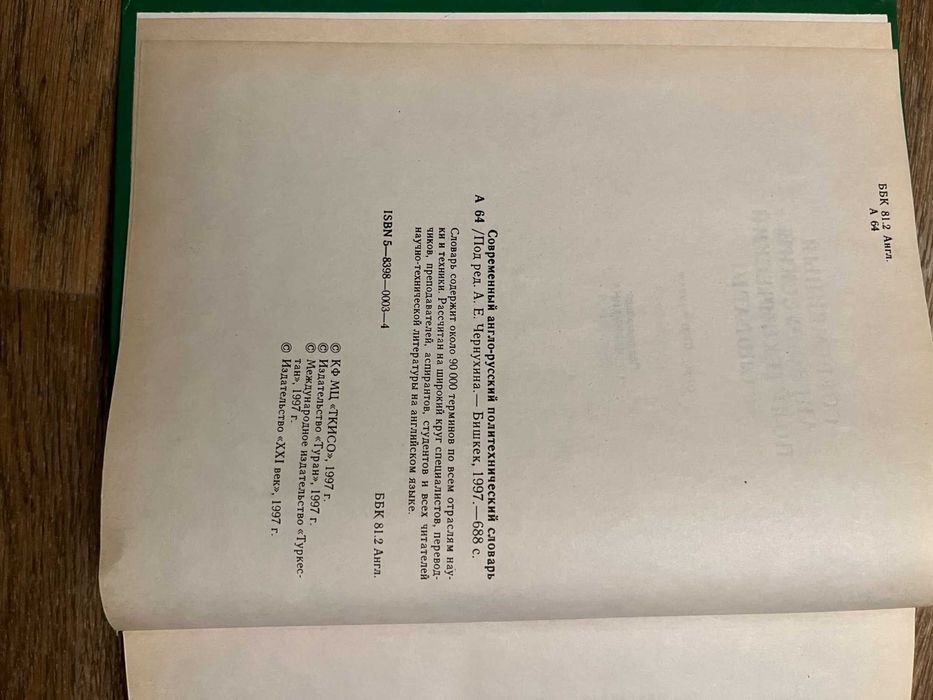 ББК 81.2 Англ.
А 64
Современный англо-русский политехнический словарь
А 64 /Под ред. А. Е. Чернухина.— Бишкек, 1997.—688 с.
Словарь содержит около 90 000 терминов по всем отраслям нау-
ки и техники. Рассчитан на широкий круг специалистов, перевод-
чиков, преподавателей, аспирантов, студентов и всех читателей
научно-технической литературы на английском языке.
ББК 81.2 Англ.
ISBN 5—8398—0003—4
© КФ МЦ «ТКИСО», 1997 г.
© Издательство «Туран», 1997 г.
© Международное издательство «Туркес-
тан», 1997 г.
© Издательство «XXI век», 1997 г.